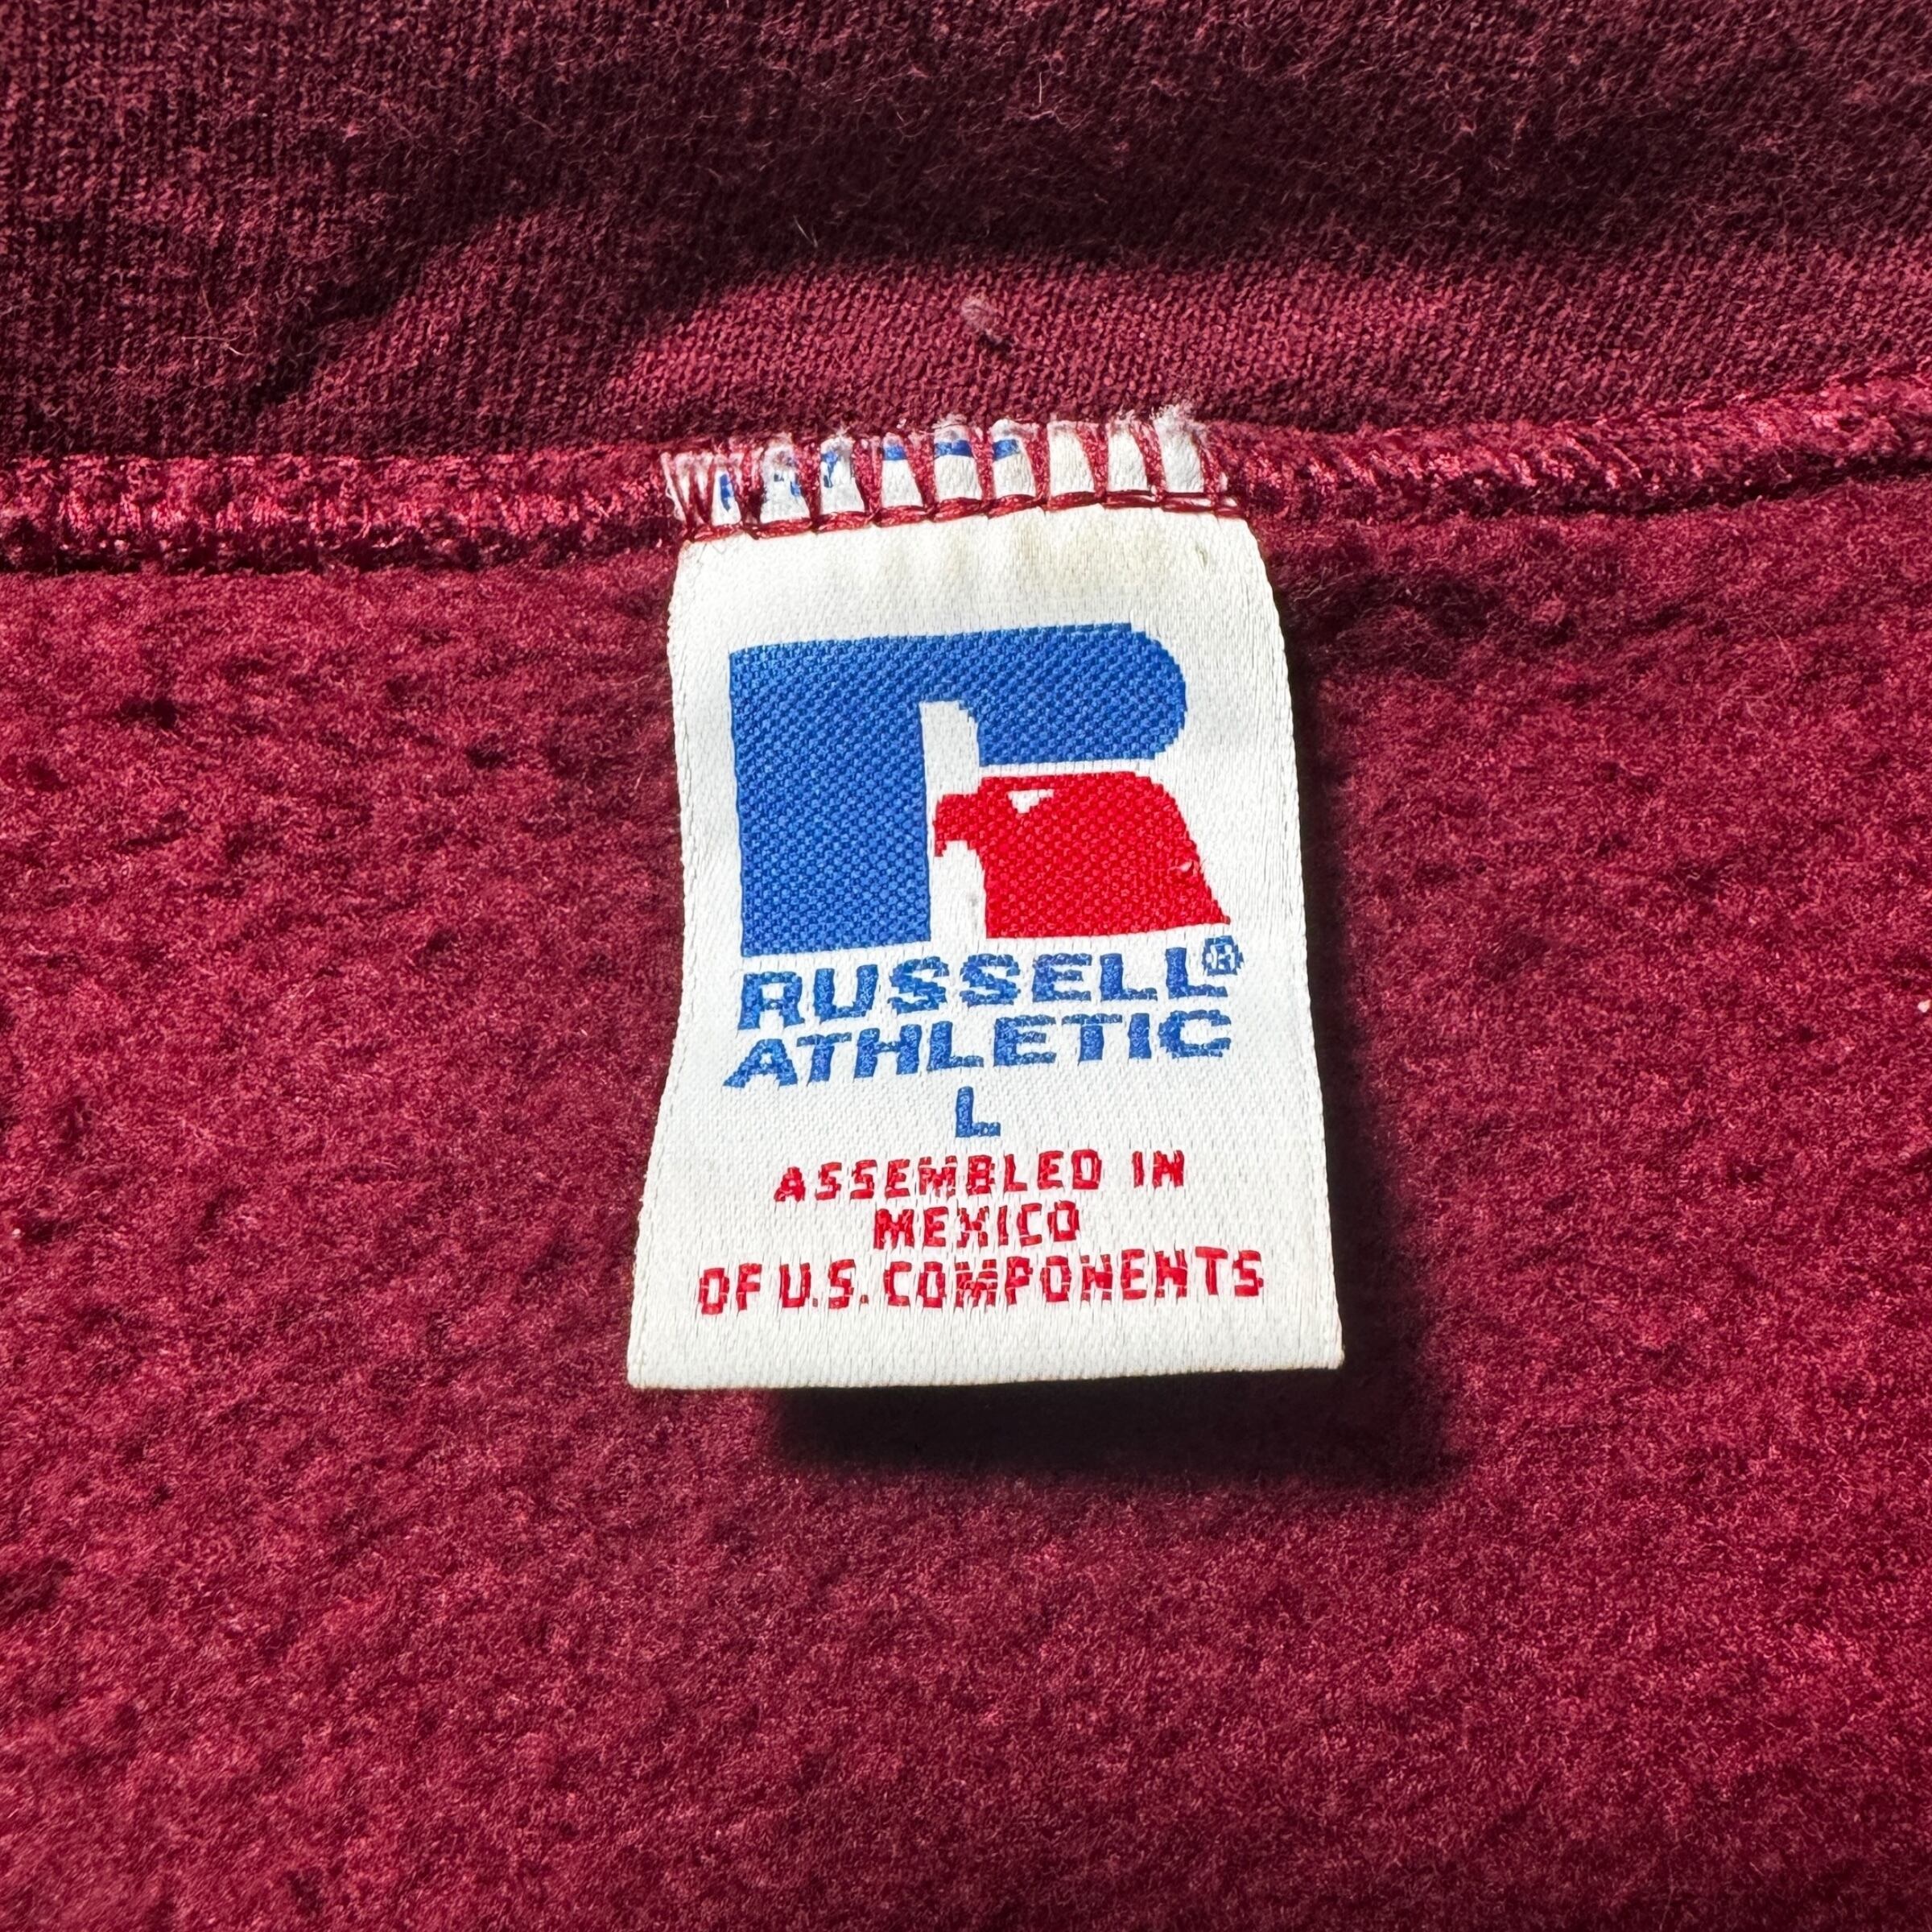 RUSSELL®
ATHLETIC
L
ASSEMBLED IN
MEXICO
OF U.S. COMPONENTS